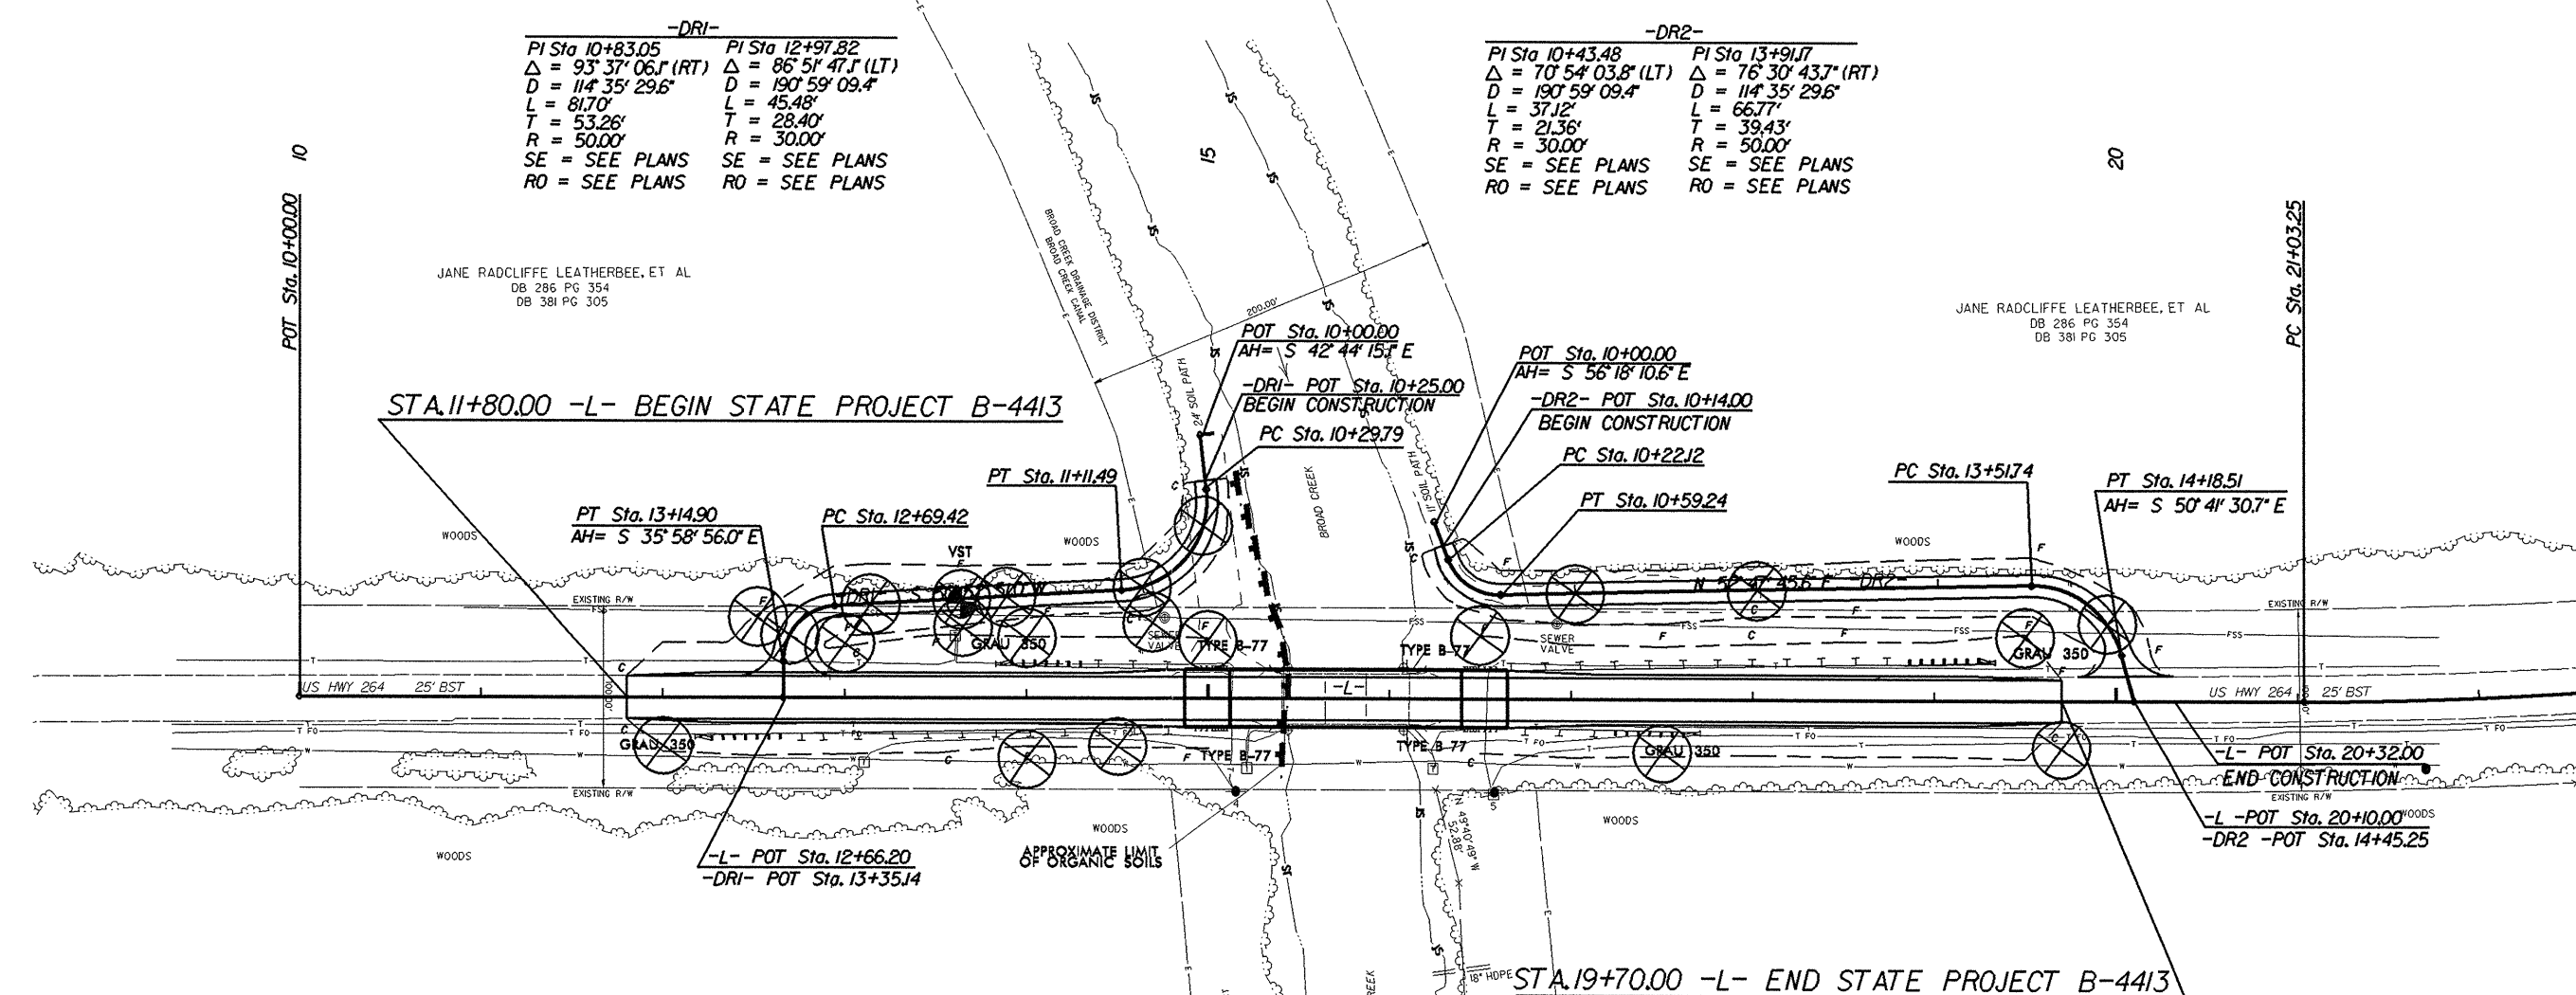 -DR1-
PI Sta 10+83.05 PI Sta 12+97.82
Δ = 93° 37' 06.1" (RT) Δ = 86° 51' 47.1" (LT)
D = 114° 35' 29.6" D = 190° 59' 09.4"
L = 81.70' L = 45.48'
T = 53.26' T = 28.40'
R = 50.00' R = 30.00'
SE = SEE PLANS SE = SEE PLANS
RO = SEE PLANS RO = SEE PLANS
-DR2-
PI Sta 10+43.48 PI Sta 13+91.17
Δ = 70° 54' 03.8" (LT) Δ = 76° 30' 43.7" (RT)
D = 190° 59' 09.4" D = 114° 35' 29.6"
L = 37.12' L = 66.77'
T = 21.36' T = 39.43'
R = 30.00' R = 50.00'
SE = SEE PLANS SE = SEE PLANS
RO = SEE PLANS RO = SEE PLANS
10
15
20
POT Sta. 10+00.00
PC Sta. 21+03.25
JANE RADCLIFFE LEATHERBEE, ET AL
DB 286 PG 354
DB 381 PG 305
JANE RADCLIFFE LEATHERBEE, ET AL
DB 286 PG 354
DB 381 PG 305
BROAD CREEK DRAINAGE DISTRICT
BROAD CREEK CANAL
200.00'
24' SOIL PATH
11' SOIL PATH
BROAD CREEK
POT Sta. 10+00.00
AH= S 42° 44' 15.1" E
-DR1- POT Sta. 10+25.00
BEGIN CONSTRUCTION
PC Sta. 10+29.79
POT Sta. 10+00.00
AH= S 56° 18' 10.6" E
-DR2- POT Sta. 10+14.00
BEGIN CONSTRUCTION
PC Sta. 10+22.12
PT Sta. 10+59.24
STA.11+80.00 -L- BEGIN STATE PROJECT B-4413
PT Sta. 11+11.49
PT Sta. 13+14.90
AH= S 35° 58' 56.0" E
PC Sta. 12+69.42
PC Sta. 13+51.74
PT Sta. 14+18.51
AH= S 50° 41' 30.7" E
WOODS
VST
WOODS
WOODS
EXISTING R/W
EXISTING R/W
-DR1-
-DR2-
FSS
FSS
FSS
FSS
FSS
SEWER
VALVE
SEWER
VALVE
GRAU 350
TYPE B-77
TYPE B-77
GRAU 350
US HWY 264 25' BST
-L-
US HWY 264 25' BST
GRAU 350
TYPE B-77
TYPE B-77
GRAU 350
EXISTING R/W
EXISTING R/W
-L- POT Sta. 20+32.00
END CONSTRUCTION
-L -POT Sta. 20+10.00
-DR2 -POT Sta. 14+45.25
WOODS
WOODS
WOODS
WOODS
4
5
N 49°40'49" W
52.88'
APPROXIMATE LIMIT
OF ORGANIC SOILS
-L- POT Sta. 12+66.20
-DR1- POT Sta. 13+35.14
18" HDPE
STA.19+70.00 -L- END STATE PROJECT B-4413